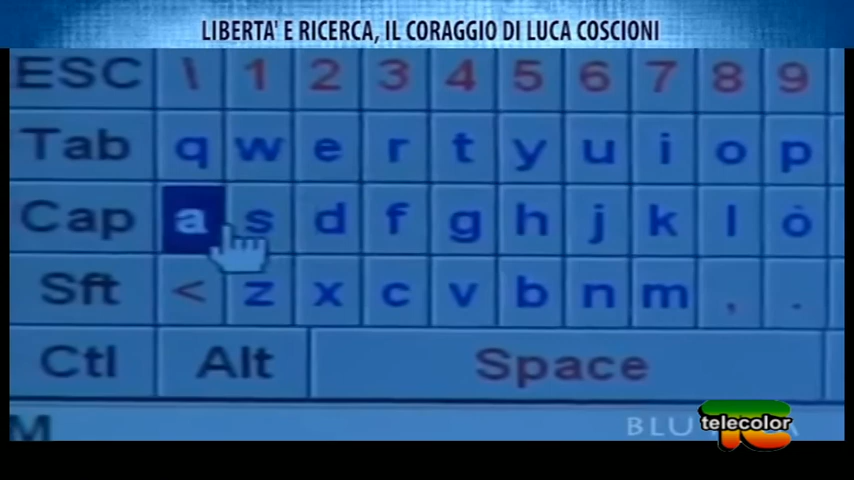 LIBERTA' E RICERCA, IL CORAGGIO DI LUCA COSCIONI
ESC \ 1 2 3 4 5 6 7 8 9
Tab q w e r t y u i o p
Cap a s d f g h j k l ò
Sft < z x c v b n m , .
Ctl Alt Space
M
telecolor